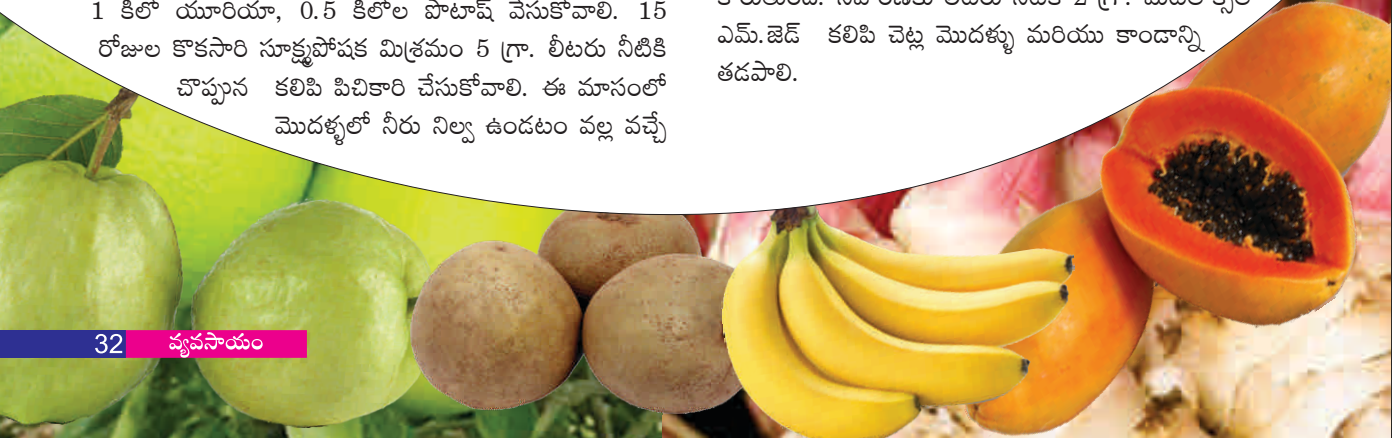 1 కిలో యూరియా, 0.5 కిలోల పొటాష్ వేసుకోవాలి. 15
రోజుల కొకసారి సూక్ష్మపోషక మిశ్రమం 5 గ్రా. లీటరు నీటికి
చొప్పున కలిపి పిచికారి చేసుకోవాలి. ఈ మాసంలో
మొదళ్ళలో నీరు నిల్వ ఉండటం వల్ల వచ్చే
ఎమ్.జెడ్ కలిపి చెట్ల మొదళ్ళు మరియు కాండాన్ని
తడపాలి.
32 వ్యవసాయం